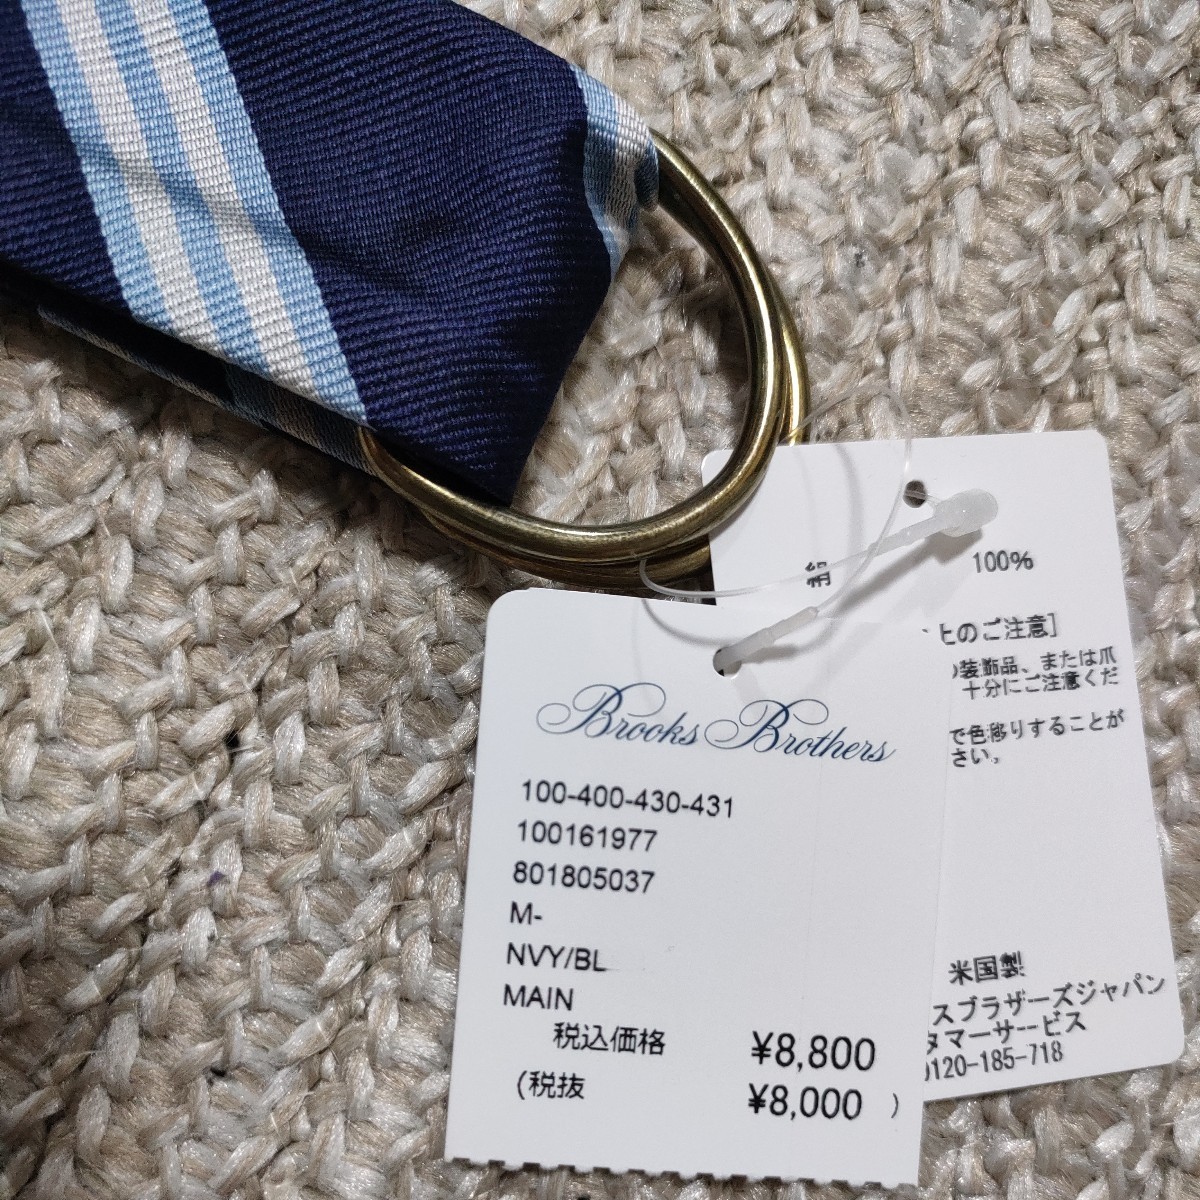 Brooks Brothers
100-400-430-431
100161977
801805037
M-
NVY/BL
MAIN
税込価格 ¥8,800
(税抜 ¥8,000 )
絹 100%
上のご注意]
装飾品、または爪
十分にご注意くだ
で色移りすることが
さい。
米国製
スブラザーズジャパン
タマーサービス
0120-185-718